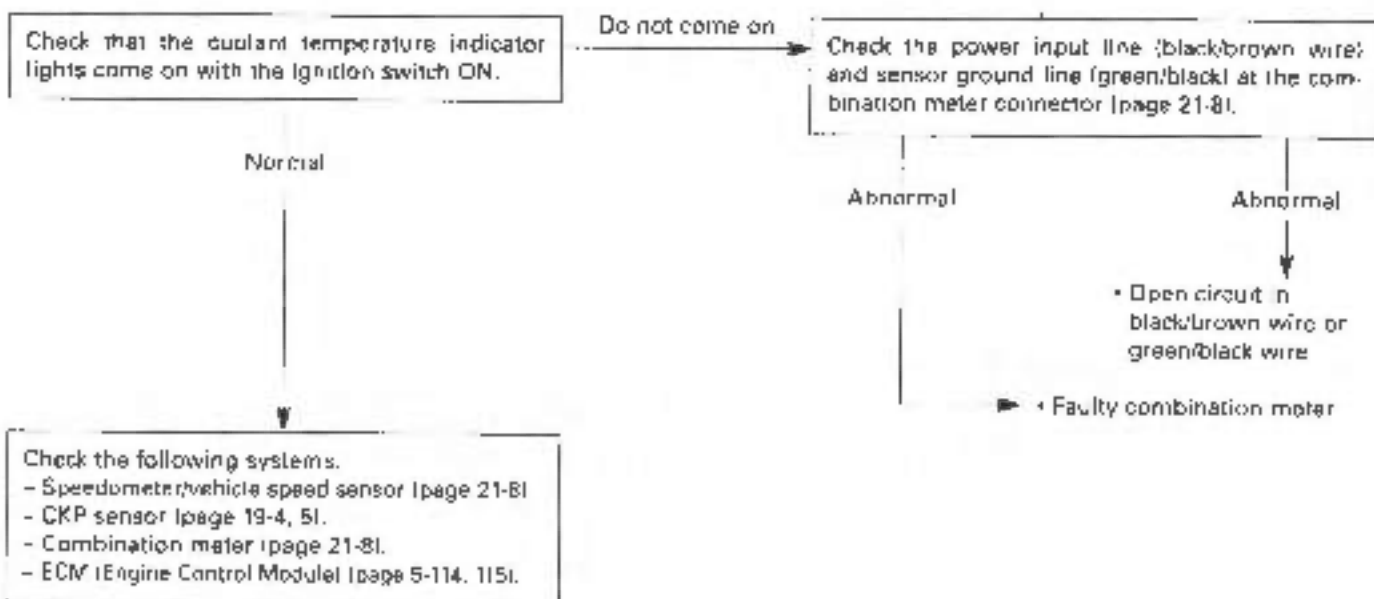 Check that the coolant temperature indicator
lights come on with the ignition switch ON.
Do not come on
Check the power input line (black/brown wire)
and sensor ground line (green/black) at the com-
bination meter connector (page 21-8).
Normal
Abnormal
Abnormal
• Open circuit in
black/brown wire or
green/black wire
• Faulty combination meter
Check the following systems.
– Speedometer/vehicle speed sensor (page 21-8)
– CKP sensor (page 19-4, 5).
– Combination meter (page 21-8).
– ECM (Engine Control Module) (page 5-114, 115).